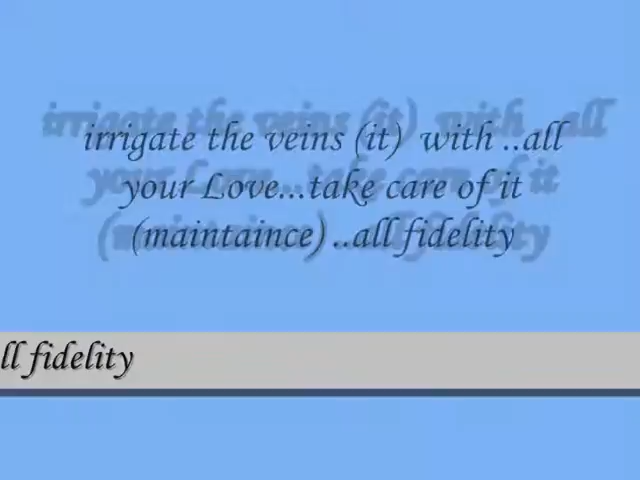 irrigate the veins (it) with ..all
your Love...take care of it
(maintaince) ..all fidelity
ll fidelity